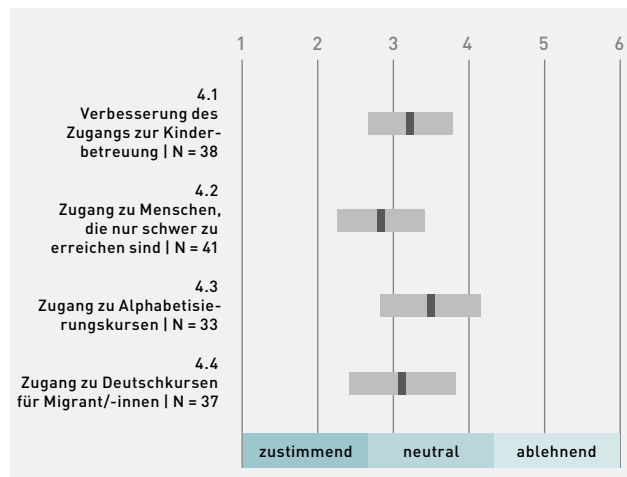 1 2 3 4 5 6
4.1
Verbesserung des
Zugangs zur Kinder-
betreuung | N = 38
4.2
Zugang zu Menschen,
die nur schwer zu
erreichen sind | N = 41
4.3
Zugang zu Alphabetisie-
rungskursen | N = 33
4.4
Zugang zu Deutschkursen
für Migrant/-innen | N = 37
zustimmend neutral ablehnend